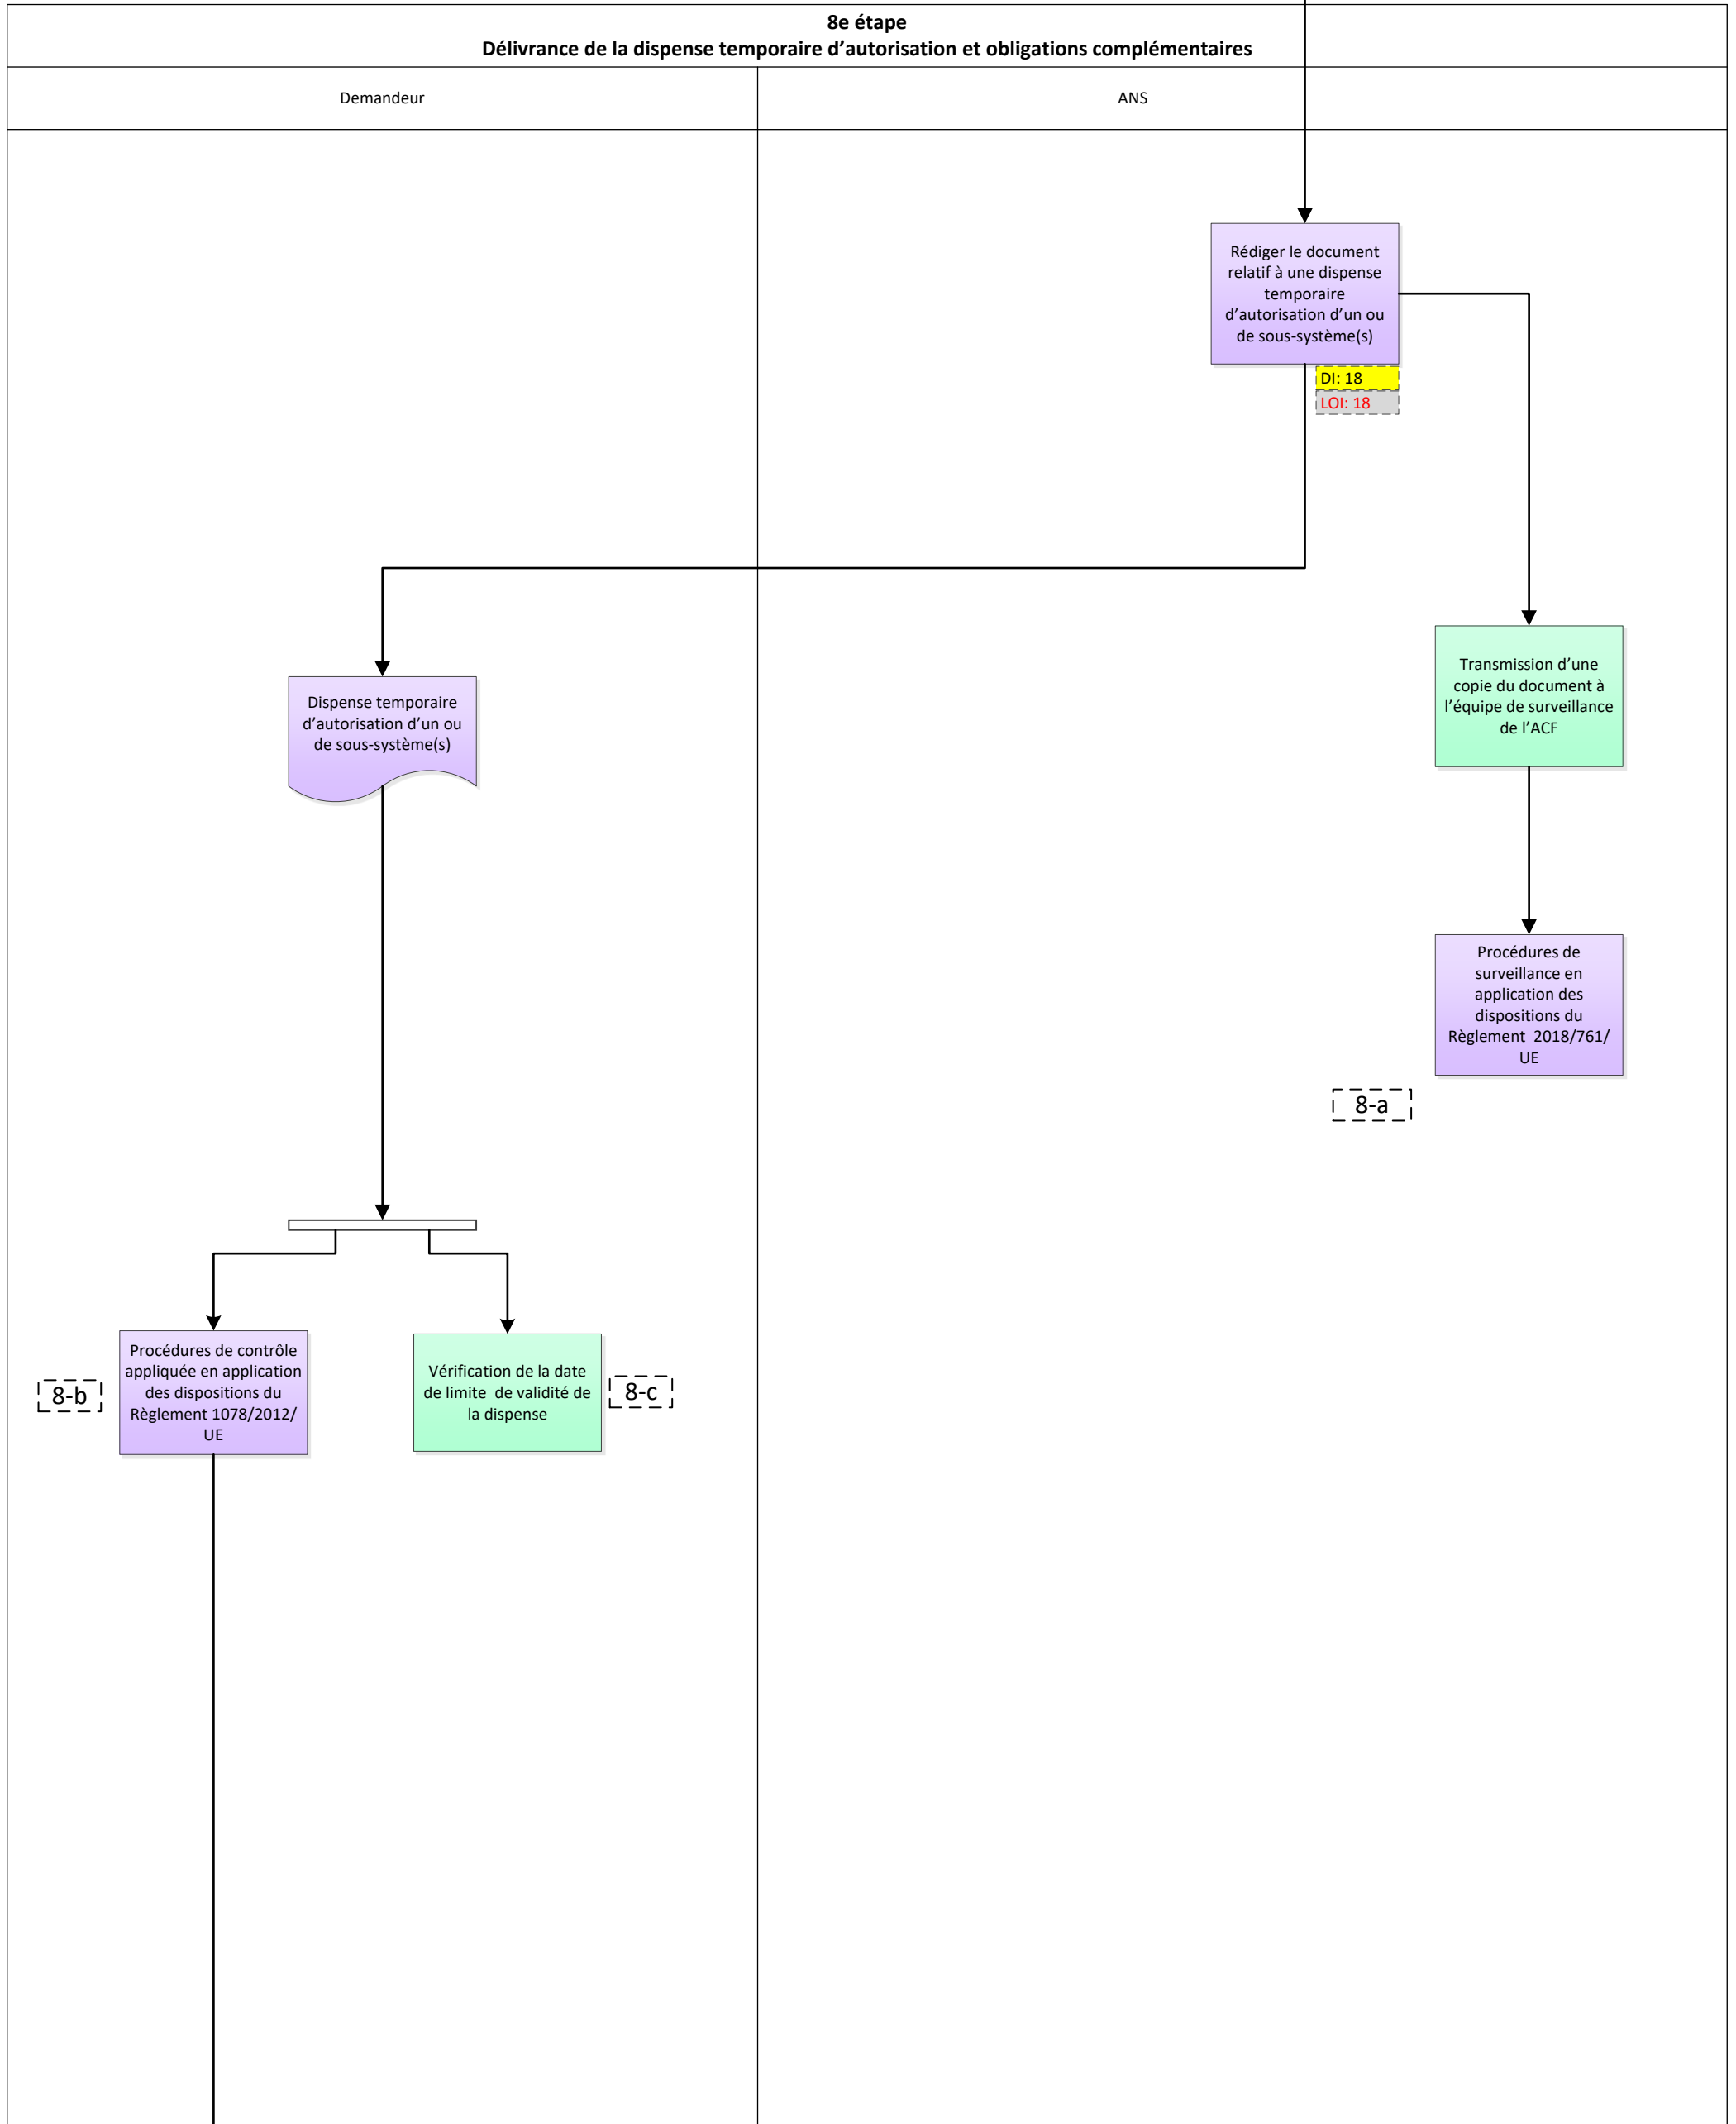 8e étape
Délivrance de la dispense temporaire d’autorisation et obligations complémentaires
Demandeur
ANS
Rédiger le document
relatif à une dispense
temporaire
d’autorisation d’un ou
de sous-système(s)
DI: 18
LOI: 18
Transmission d’une
copie du document à
l’équipe de surveillance
de l’ACF
Dispense temporaire
d’autorisation d’un ou
de sous-système(s)
Procédures de
surveillance en
application des
dispositions du
Règlement 2018/761/
UE
8-a
8-b
Procédures de contrôle
appliquée en application
des dispositions du
Règlement 1078/2012/
UE
Vérification de la date
de limite de validité de
la dispense
8-c